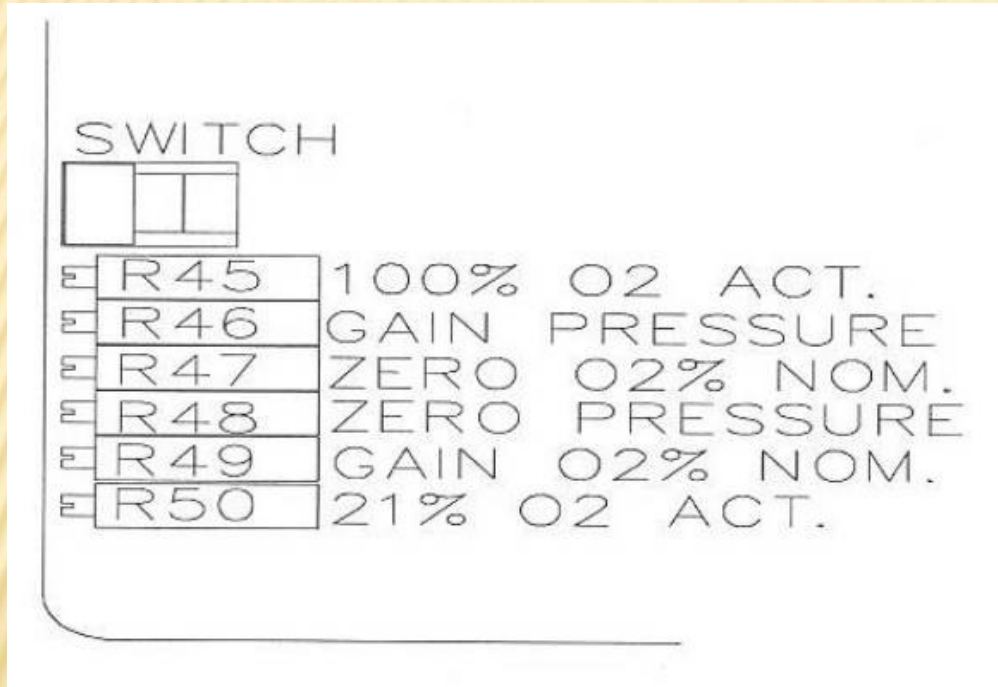 SWITCH
R45 100% O2 ACT.
R46 GAIN PRESSURE
R47 ZERO O2% NOM.
R48 ZERO PRESSURE
R49 GAIN O2% NOM.
R50 21% O2 ACT.